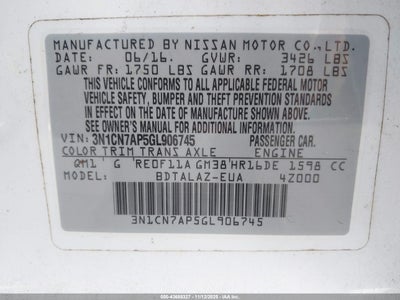 MANUFACTURED BY NISSAN MOTOR CO., LTD.
DATE: 06/16. GVWR: 3426 LBS
GAWR FR: 1750 LBS GAWR RR: 1708 LBS
THIS VEHICLE CONFORMS TO ALL APPLICABLE FEDERAL MOTOR
VEHICLE SAFETY, BUMPER AND THEFT PREVENTION STANDARDS
IN EFFECT ON THE DATE OF MANUFACTURE SHOWN ABOVE.
SEE OWNER'S MANUAL FOR ADDITIONAL INFORMATION.
VIN: 3N1CN7AP5GL906745 PASSENGER CAR.
COLOR TRIM TRANS AXLE ENGINE
QM1 G RE0F11A GM38 HR16DE 1598 CC
MODEL BDTALAZ-EUA 4Z000
3N1CN7AP5GL906745